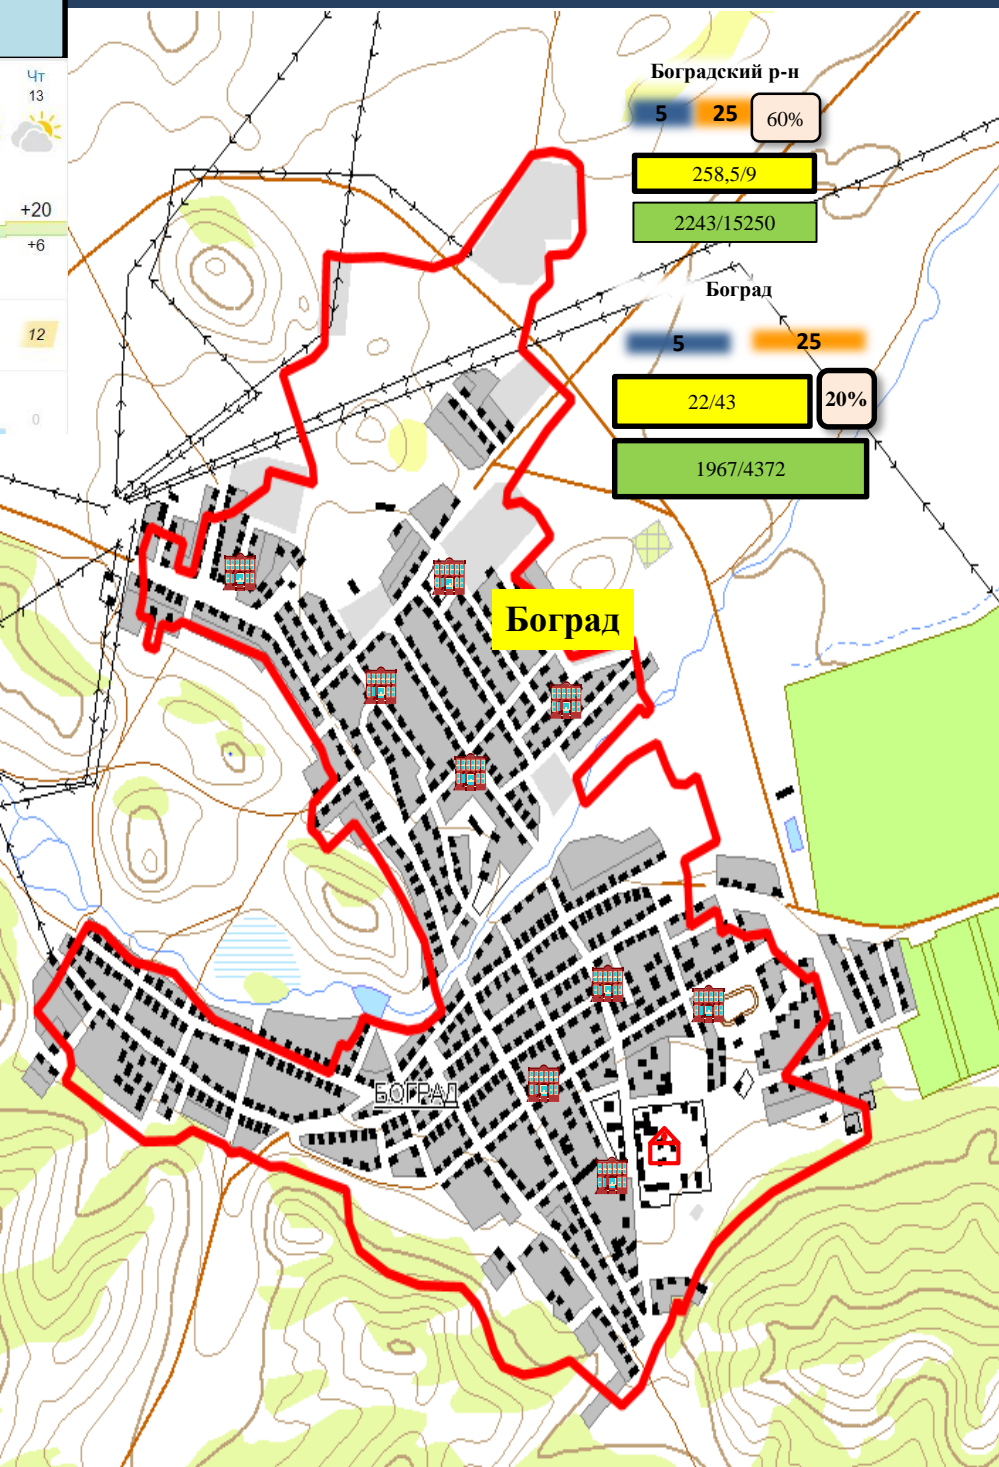 Чт
13
+20
+6
12
0
Боградский р-н
5 25 60%
258,5/9
2243/15250
Боград
5 25
22/43 20%
1967/4372
Боград
БОГРАД